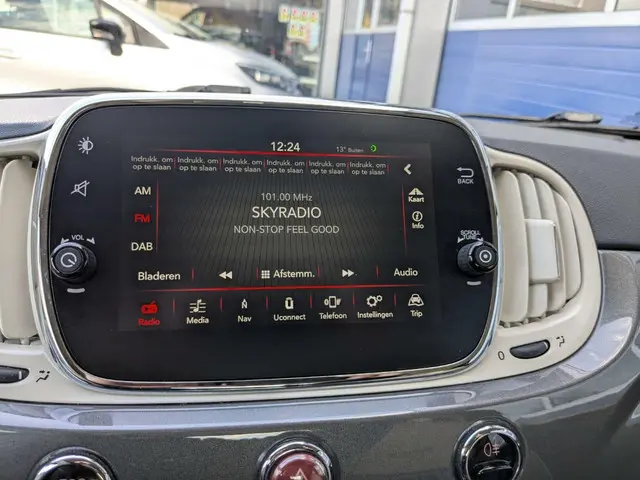 12:24
13° Buiten
Indrukk. om op te slaan
Indrukk. om op te slaan
Indrukk. om op te slaan
Indrukk. om op te slaan
Indrukk. om op te slaan
Indrukk. om op te slaan
BACK
AM
Kaart
101.00 MHz
FM
SKYRADIO
Info
NON-STOP FEEL GOOD
VOL
SCROLL
TUNE
DAB
Bladeren
Afstemm.
Audio
Radio
Media
Nav
Uconnect
Telefoon
Instellingen
Trip
0